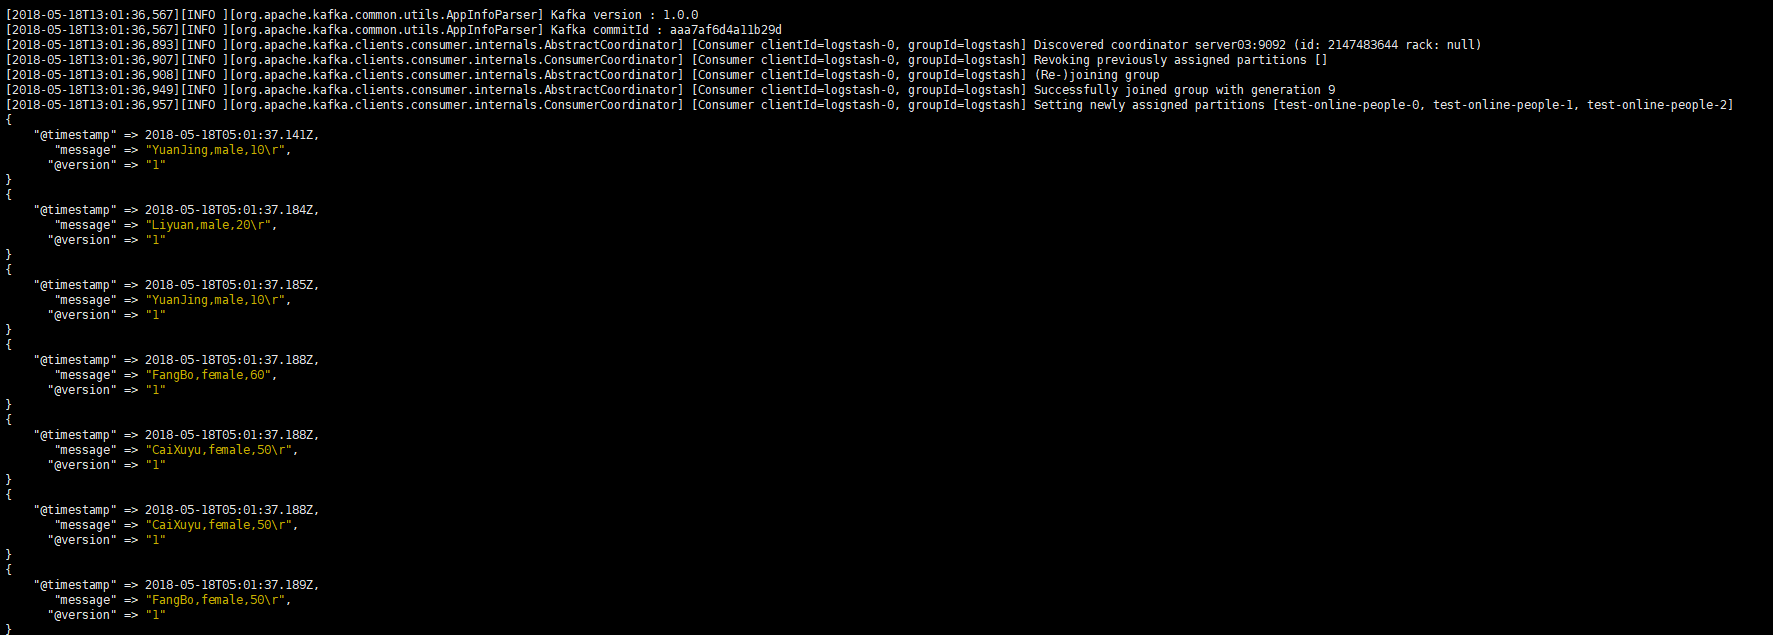 [2018-05-18T13:01:36,567][INFO ][org.apache.kafka.common.utils.AppInfoParser] Kafka version : 1.0.0
[2018-05-18T13:01:36,567][INFO ][org.apache.kafka.common.utils.AppInfoParser] Kafka commitId : aaa7af6d4a11b29d
[2018-05-18T13:01:36,893][INFO ][org.apache.kafka.clients.consumer.internals.AbstractCoordinator] [Consumer clientId=logstash-0, groupId=logstash] Discovered coordinator server03:9092 (id: 2147483644 rack: null)
[2018-05-18T13:01:36,907][INFO ][org.apache.kafka.clients.consumer.internals.ConsumerCoordinator] [Consumer clientId=logstash-0, groupId=logstash] Revoking previously assigned partitions []
[2018-05-18T13:01:36,908][INFO ][org.apache.kafka.clients.consumer.internals.AbstractCoordinator] [Consumer clientId=logstash-0, groupId=logstash] (Re-)joining group
[2018-05-18T13:01:36,949][INFO ][org.apache.kafka.clients.consumer.internals.AbstractCoordinator] [Consumer clientId=logstash-0, groupId=logstash] Successfully joined group with generation 9
[2018-05-18T13:01:36,957][INFO ][org.apache.kafka.clients.consumer.internals.ConsumerCoordinator] [Consumer clientId=logstash-0, groupId=logstash] Setting newly assigned partitions [test-online-people-0, test-online-people-1, test-online-people-2]
{
    "@timestamp" => 2018-05-18T05:01:37.141Z,
       "message" => "YuanJing,male,10\r",
      "@version" => "1"
}
{
    "@timestamp" => 2018-05-18T05:01:37.184Z,
       "message" => "Liyuan,male,20\r",
      "@version" => "1"
}
{
    "@timestamp" => 2018-05-18T05:01:37.185Z,
       "message" => "YuanJing,male,10\r",
      "@version" => "1"
}
{
    "@timestamp" => 2018-05-18T05:01:37.188Z,
       "message" => "FangBo,female,60",
      "@version" => "1"
}
{
    "@timestamp" => 2018-05-18T05:01:37.188Z,
       "message" => "CaiXuyu,female,50\r",
      "@version" => "1"
}
{
    "@timestamp" => 2018-05-18T05:01:37.188Z,
       "message" => "CaiXuyu,female,50\r",
      "@version" => "1"
}
{
    "@timestamp" => 2018-05-18T05:01:37.189Z,
       "message" => "FangBo,female,50\r",
      "@version" => "1"
}